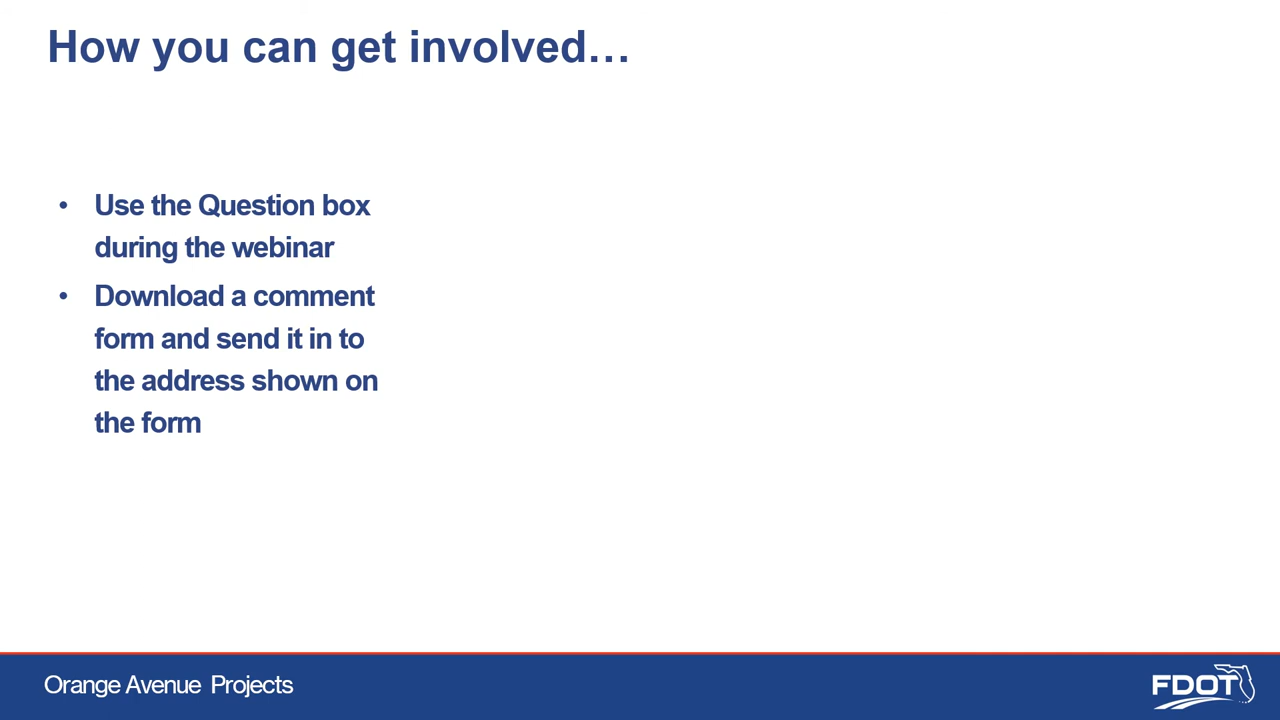 How you can get involved…
• Use the Question box
during the webinar
• Download a comment
form and send it in to
the address shown on
the form
Orange Avenue  Projects
FDOT